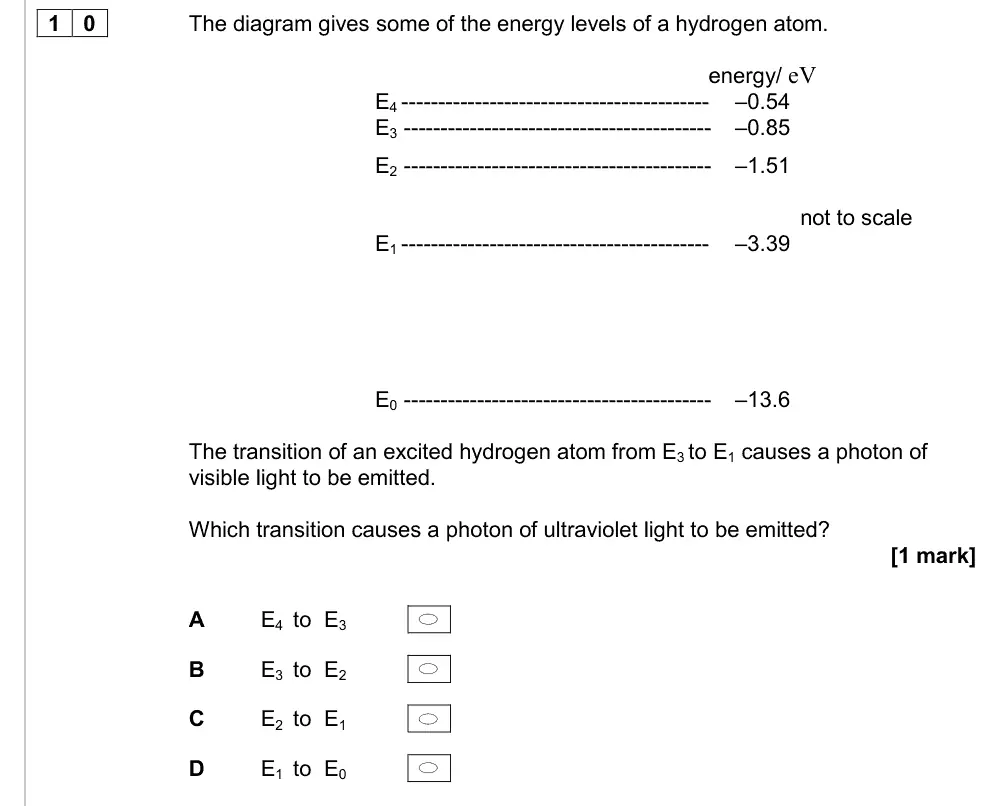 1 0 The diagram gives some of the energy levels of a hydrogen atom.
energy/ eV
E₄ ----------------------------------------- –0.54
E₃ ----------------------------------------- –0.85
E₂ ----------------------------------------- –1.51
not to scale
E₁ ----------------------------------------- –3.39
E₀ ----------------------------------------- –13.6
The transition of an excited hydrogen atom from E₃ to E₁ causes a photon of
visible light to be emitted.
Which transition causes a photon of ultraviolet light to be emitted?
[1 mark]
A E₄ to E₃
B E₃ to E₂
C E₂ to E₁
D E₁ to E₀